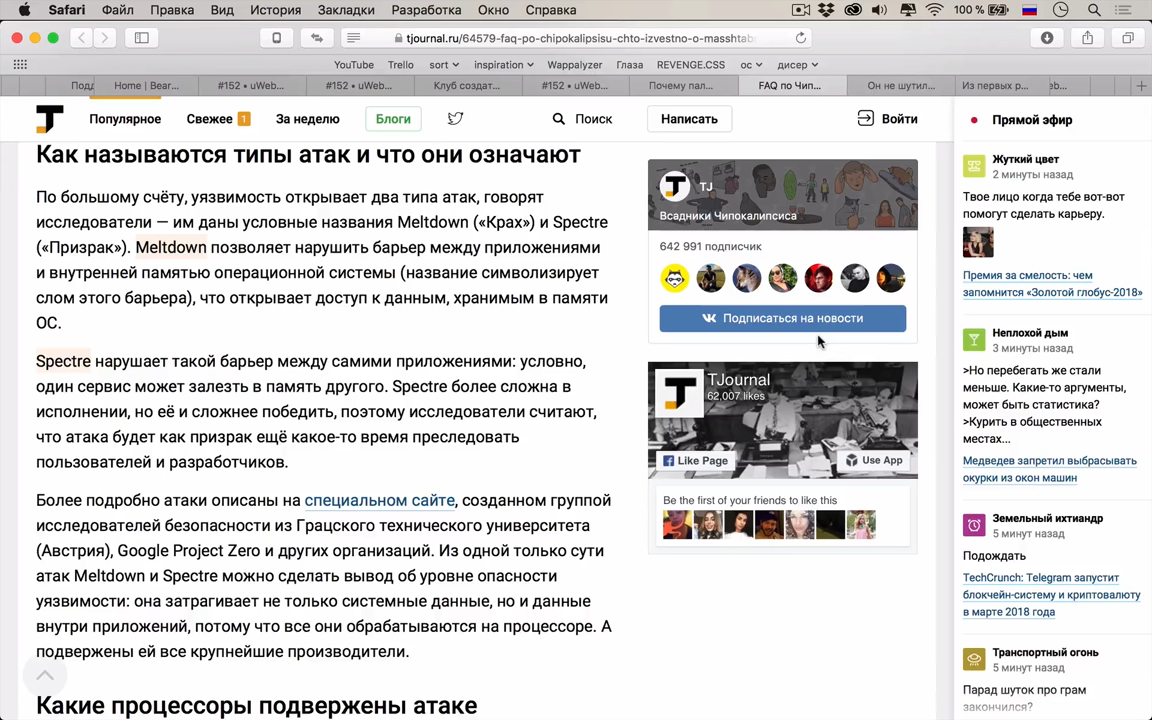 Safari Файл Правка Вид История Закладки Разработка Окно Справка 100 %
tjournal.ru/64579-faq-po-chipokalipsisu-chto-izvestno-o-masshtab
YouTube Trello sort inspiration Wappalyzer Глаза REVENGE.CSS ос дисер
Подд Home | Bear... #152 – uWeb... #152 – uWeb... Клуб создат... #152 – uWeb... Почему пал... FAQ по Чип... Он не шутил... Из первых р... eb...
Популярное Свежее 1 За неделю Блоги Поиск Написать Войти
Как называются типы атак и что они означают
По большому счёту, уязвимость открывает два типа атак, говорят
исследователи — им даны условные названия Meltdown («Крах») и Spectre
(«Призрак»). Meltdown позволяет нарушить барьер между приложениями
и внутренней памятью операционной системы (название символизирует
слом этого барьера), что открывает доступ к данным, хранимым в памяти
ОС.
Spectre нарушает такой барьер между самими приложениями: условно,
один сервис может залезть в память другого. Spectre более сложна в
исполнении, но её и сложнее победить, поэтому исследователи считают,
что атака будет как призрак ещё какое-то время преследовать
пользователей и разработчиков.
Более подробно атаки описаны на специальном сайте, созданном группой
исследователей безопасности из Грацского технического университета
(Австрия), Google Project Zero и других организаций. Из одной только сути
атак Meltdown и Spectre можно сделать вывод об уровне опасности
уязвимости: она затрагивает не только системные данные, но и данные
внутри приложений, потому что все они обрабатываются на процессоре. А
подвержены ей все крупнейшие производители.
Какие процессоры подвержены атаке
TJ
Всадники Чипокалипсиса
642 991 подписчик
Подписаться на новости
TJournal
62,007 likes
Like Page Use App
Be the first of your friends to like this
Прямой эфир
Жуткий цвет
2 минуты назад
Твое лицо когда тебе вот-вот
помогут сделать карьеру.
Премия за смелость: чем
запомнится «Золотой глобус-2018»
Неплохой дым
3 минуты назад
>Но перебегать же стали
меньше. Какие-то аргументы,
может быть статистика?
>Курить в общественных
местах...
Медведев запретил выбрасывать
окурки из окон машин
Земельный ихтиандр
5 минут назад
Подождать
TechCrunch: Telegram запустит
блокчейн-систему и криптовалюту
в марте 2018 года
Транспортный огонь
5 минут назад
Парад шуток про грам
закончился?